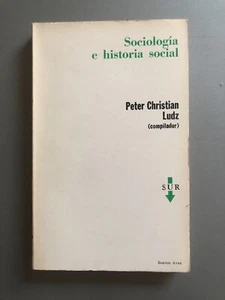 Sociología
e historia social
Peter Christian
Ludz
(compilador)
SUR
BUENOS AIRES